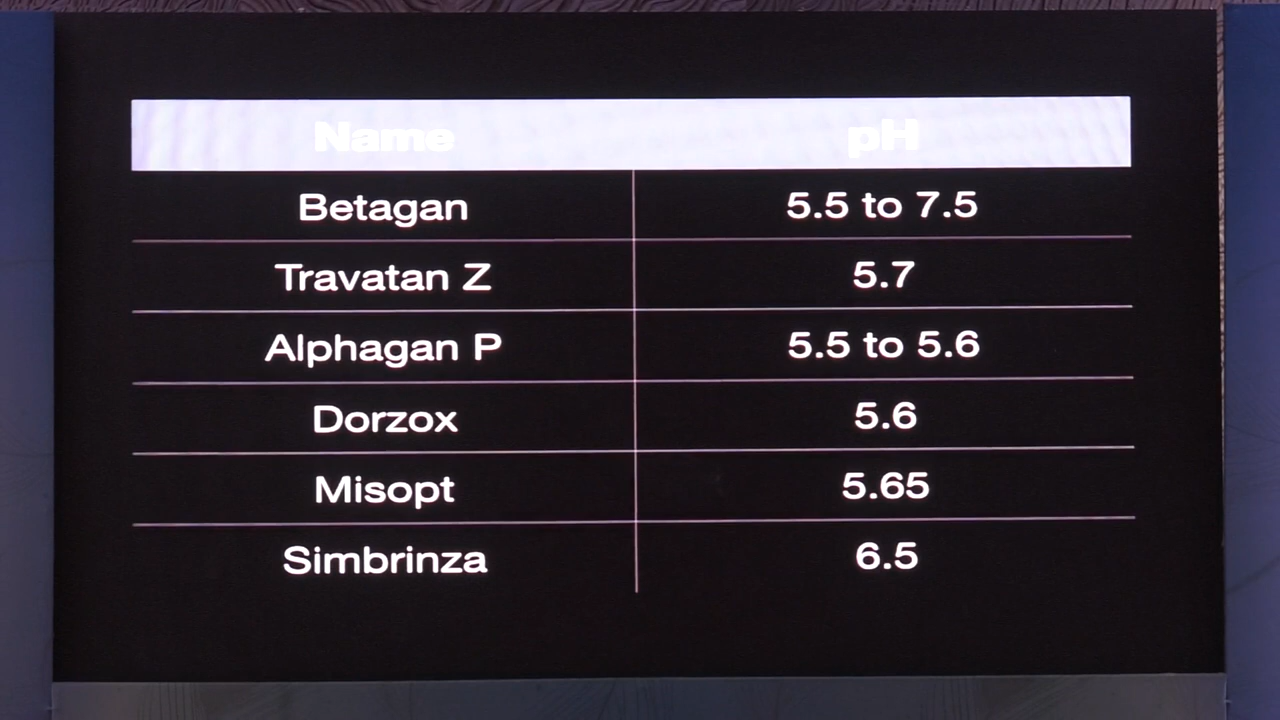 Name pH
Betagan 5.5 to 7.5
Travatan Z 5.7
Alphagan P 5.5 to 5.6
Dorzox 5.6
Misopt 5.65
Simbrinza 6.5